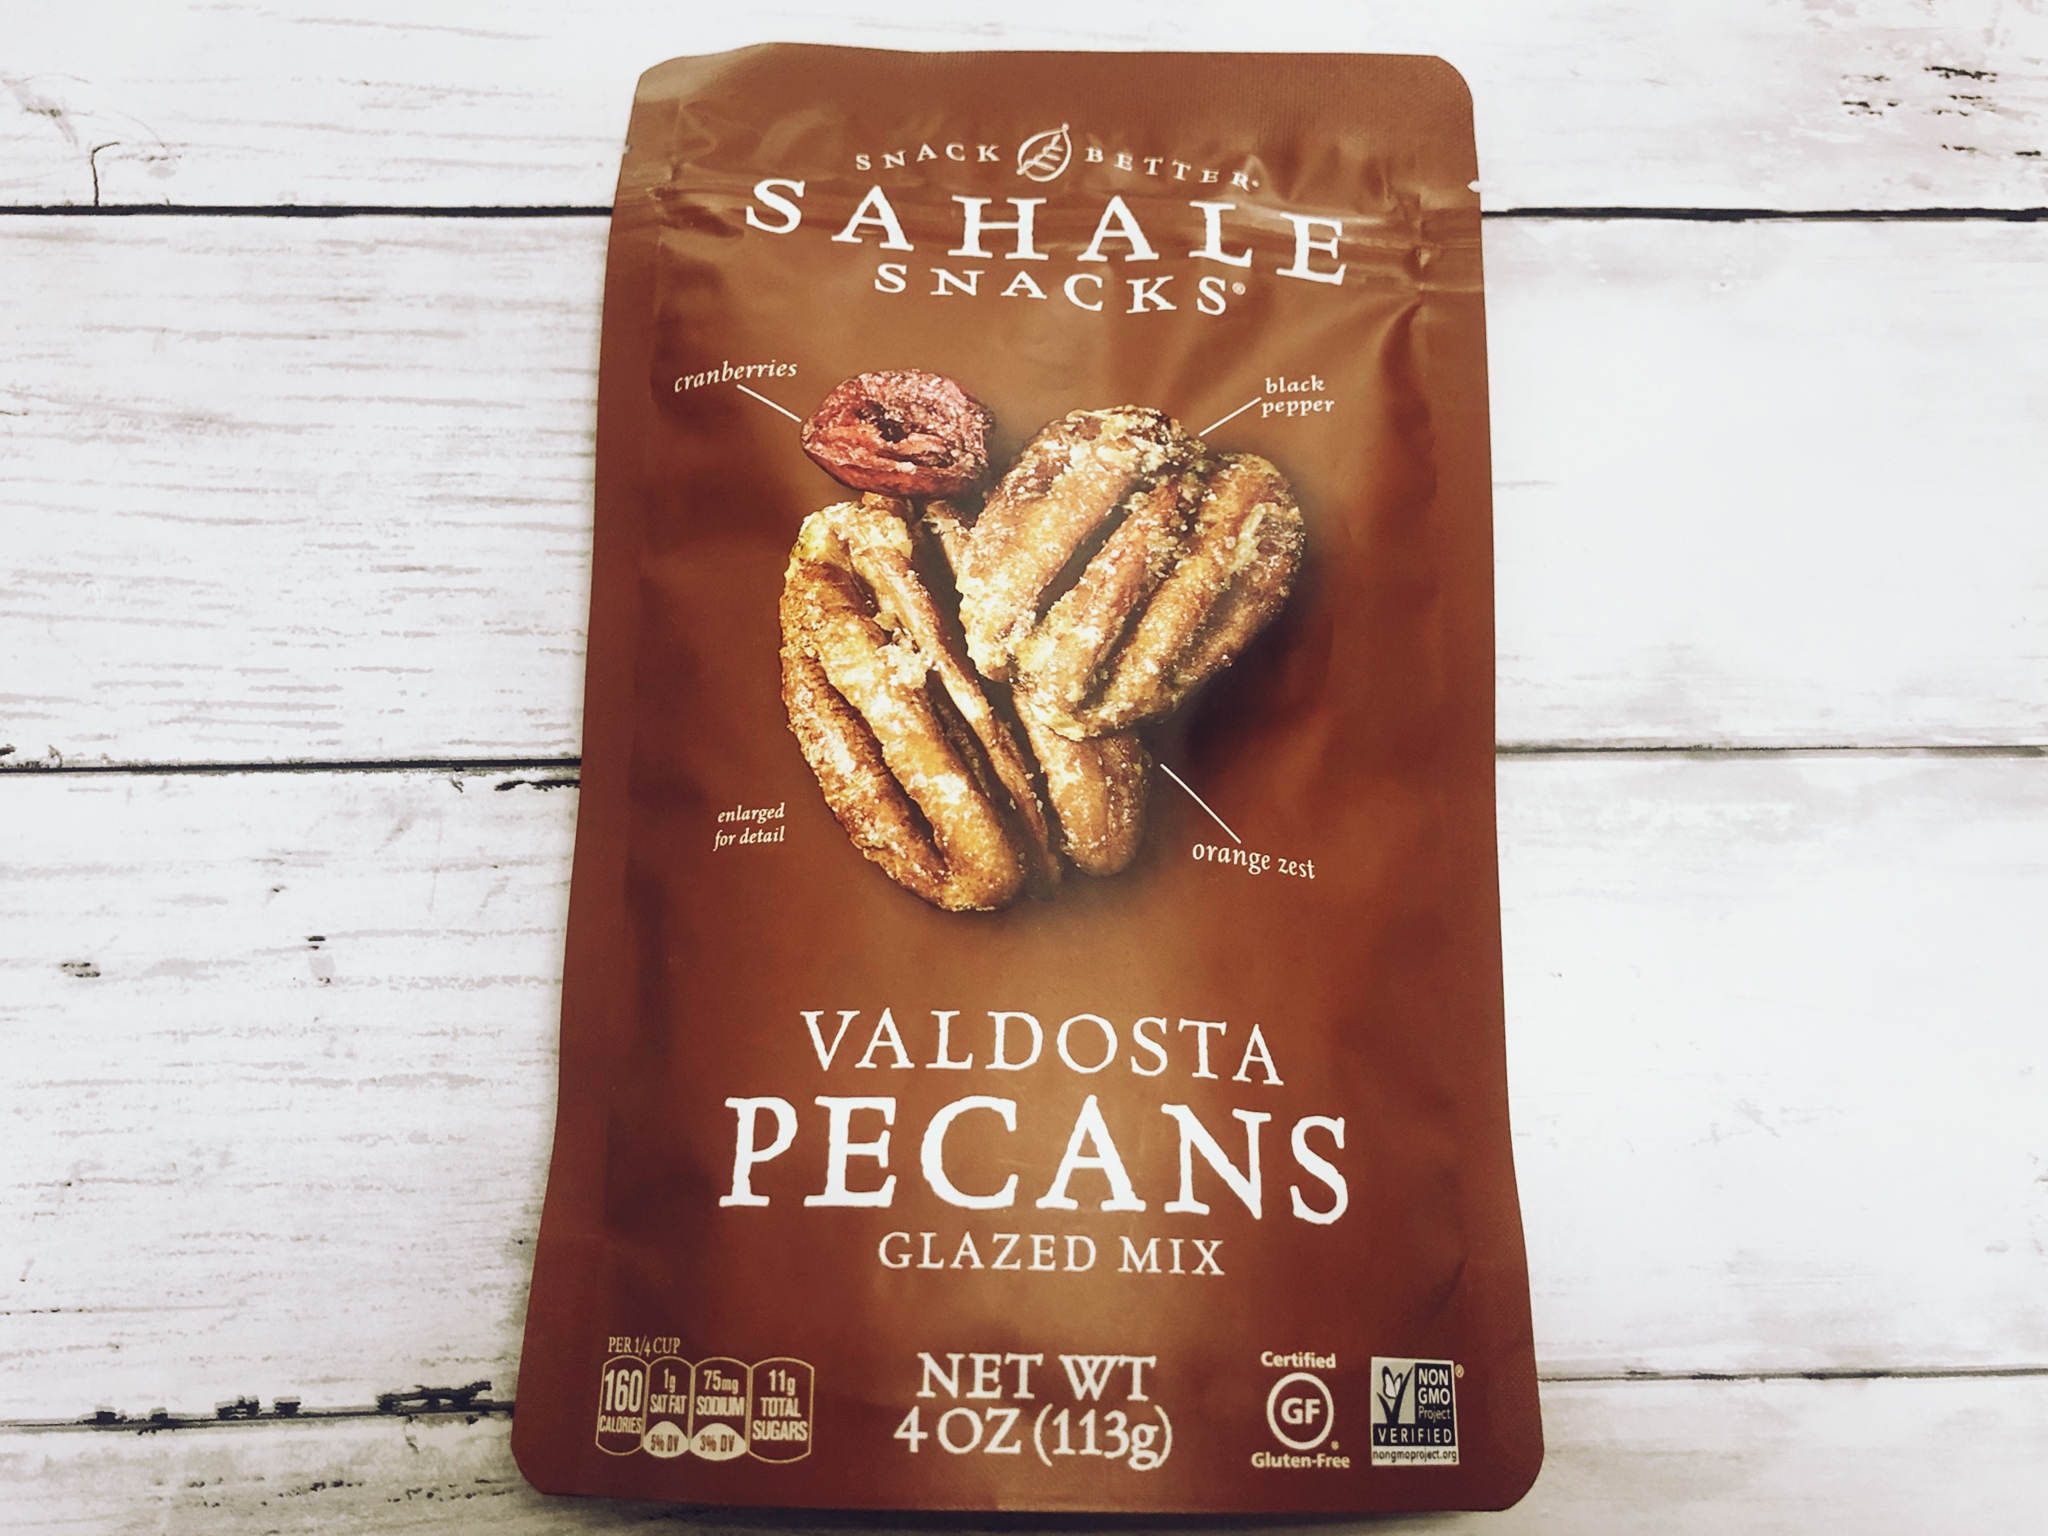 SNACK BETTER®
SAHALE
SNACKS®
cranberries
black
pepper
enlarged
for detail
orange zest
VALDOSTA
PECANS
GLAZED MIX
PER 1/4 CUP
160
CALORIES
1g
SAT FAT
5% DV
75mg
SODIUM
3% DV
11g
TOTAL
SUGARS
NET WT
4 OZ (113g)
Certified
GF
Gluten-Free
NON
GMO
Project
VERIFIED
nongmoproject.org